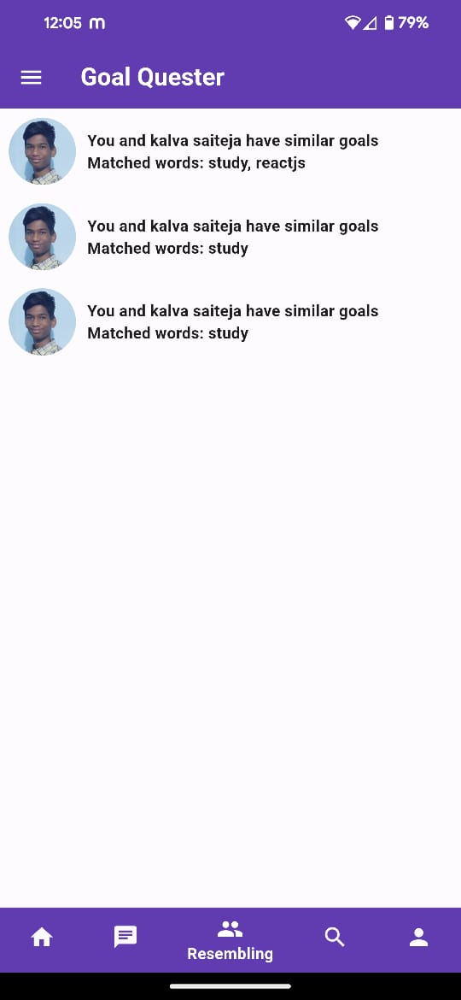 12:05 m 79%
Goal Quester
You and kalva saiteja have similar goals
Matched words: study, reactjs
You and kalva saiteja have similar goals
Matched words: study
You and kalva saiteja have similar goals
Matched words: study
Resembling